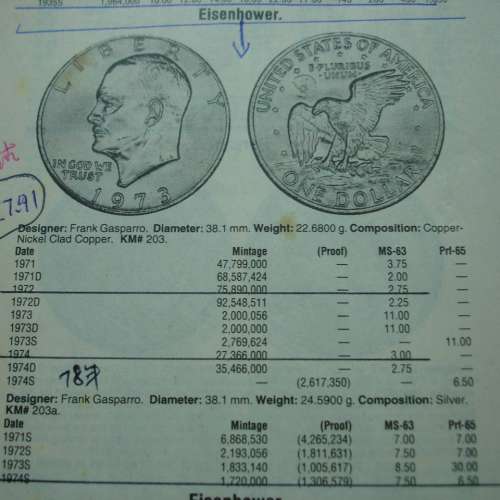 1935S 1,964,000
Eisenhower.
LIBERTY
IN GOD WE
TRUST
1973
UNITED STATES OF AMERICA
E·PLURIBUS
·UNUM·
ONE DOLLAR
7.91
Designer: Frank Gasparro. Diameter: 38.1 mm. Weight: 22.6800 g. Composition: Copper-
Nickel Clad Copper. KM# 203.
Date Mintage (Proof) MS-63 Prf-65
1971 47,799,000 — 3.75 —
1971D 68,587,424 — 2.00 —
1972 75,890,000 — 2.75 —
1972D 92,548,511 — 2.25 —
1973 2,000,056 — 11.00 —
1973D 2,000,000 — 11.00 —
1973S 2,769,624 — — 11.00
1974 27,366,000 — 3.00 —
1974D 35,466,000 — 2.75 —
1974S — (2,617,350) — 6.50
Designer: Frank Gasparro. Diameter: 38.1 mm. Weight: 24.5900 g. Composition: Silver.
KM# 203a.
Date Mintage (Proof) MS-63 Prf-65
1971S 6,868,530 (4,265,234) 7.00 7.00
1972S 2,193,056 (1,811,631) 7.50 7.00
1973S 1,833,140 (1,005,617) 8.50 30.00
1974S 1,720,000 (1,306,579) 7.50 6.50
Eisenhower